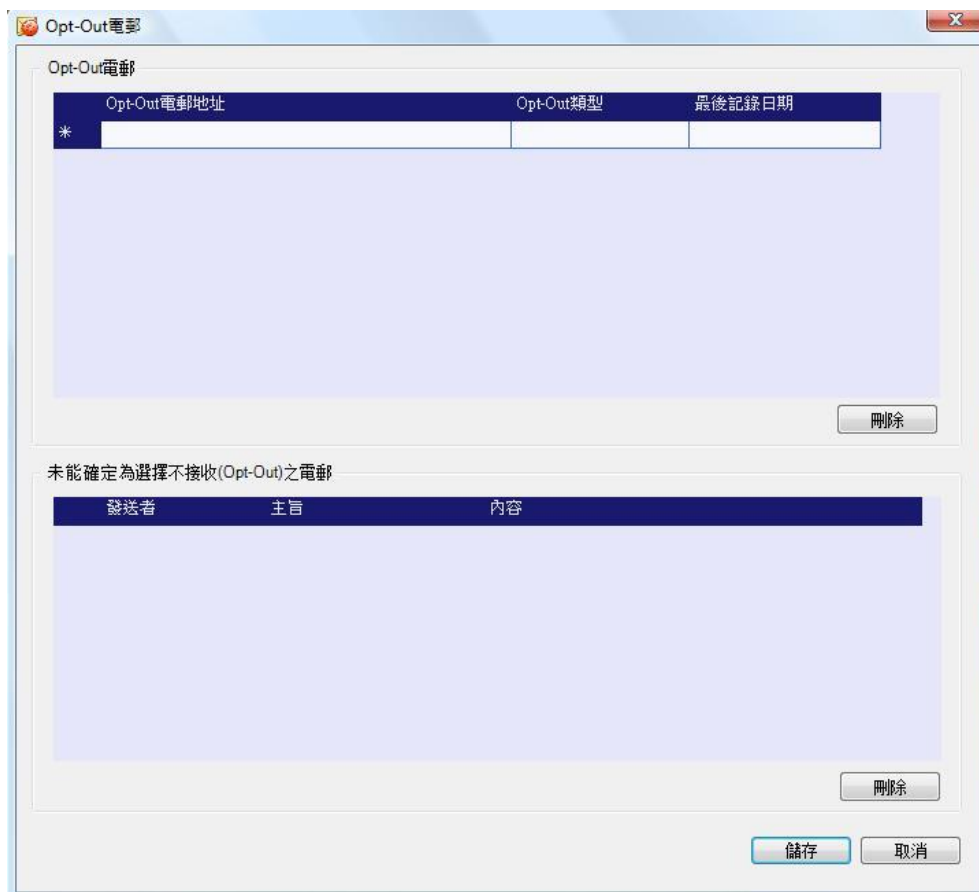 Opt-Out電郵
Opt-Out電郵
Opt-Out電郵地址 Opt-Out類型 最後記錄日期
*
刪除
未能確定為選擇不接收(Opt-Out)之電郵
發送者 主旨 內容
刪除
儲存 取消